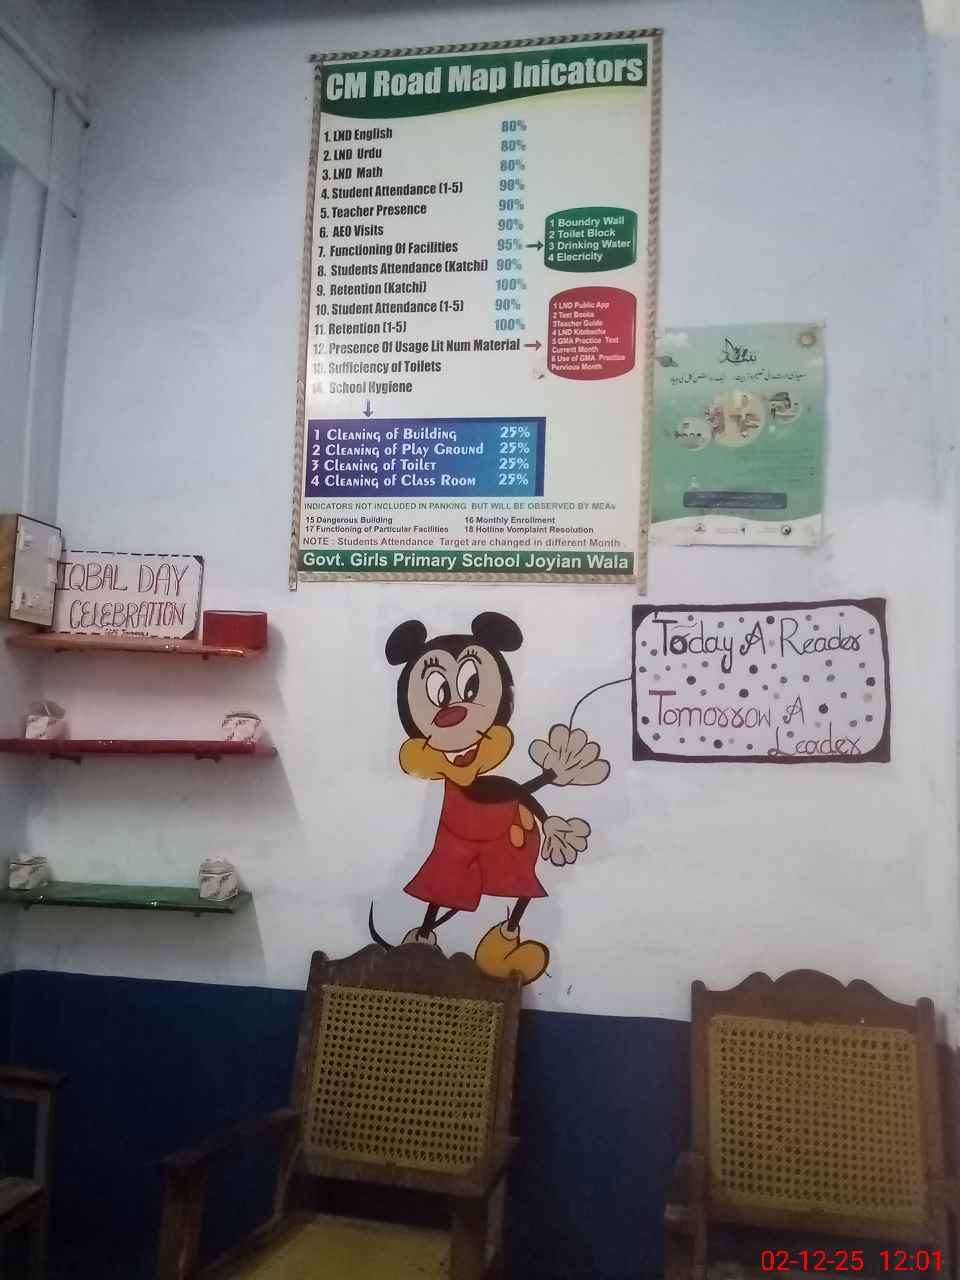 CM Road Map Inicators
1. LND English 80%
2. LND Urdu 80%
3. LND Math 80%
4. Student Attendance (1-5) 90%
5. Teacher Presence 90%
6. AEO Visits 90%
7. Functioning Of Facilities 95%
8. Students Attendance (Katchi) 90%
9. Retention (Katchi) 100%
10. Student Attendance (1-5) 90%
11. Retention (1-5) 100%
12. Presence Of Usage Lit Num Material
13. Sufficiency of Toilets
14. School Hygiene
1 Boundry Wall
2 Toilet Block
3 Drinking Water
4 Elecricity
1 LND Public App
2 Text Books
3Teacher Guide
4 LND Kitabacha
5 GMA Practice Test
Current Month
6 Use of GMA Practice
Pervious Month
1 Cleaning of Building 25%
2 Cleaning of Play Ground 25%
3 Cleaning of Toilet 25%
4 Cleaning of Class Room 25%
INDICATORS NOT INCLUDED IN PANKING BUT WILL BE OBSERVED BY MEAs
15 Dangerous Building 16 Monthly Enrollment
17 Functioning of Particular Facilities 18 Hotline Vomplaint Resolution
NOTE : Students Attendance Target are changed in different Month .
Govt. Girls Primary School Joyian Wala
IQBAL DAY
CELEBRATION
Today A Reader
Tomorrow A
Leader
02-12-25 12:01